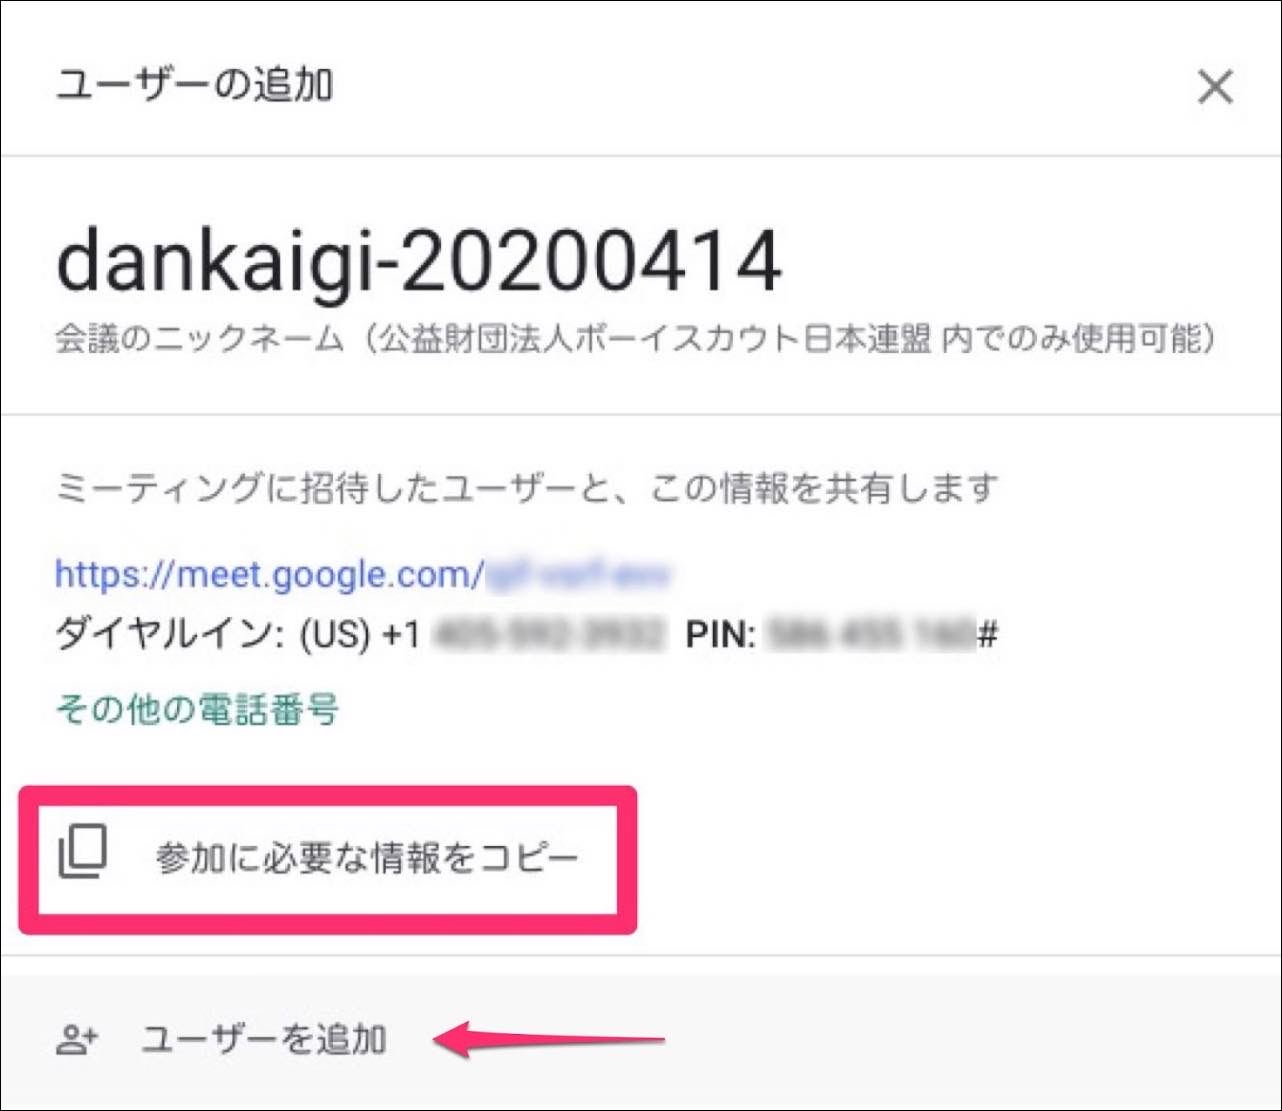 ユーザーの追加
dankaigi-20200414
会議のニックネーム（公益財団法人ボーイスカウト日本連盟 内でのみ使用可能）
ミーティングに招待したユーザーと、この情報を共有します
https://meet.google.com/
ダイヤルイン: (US) +1 PIN: #
その他の電話番号
参加に必要な情報をコピー
ユーザーを追加